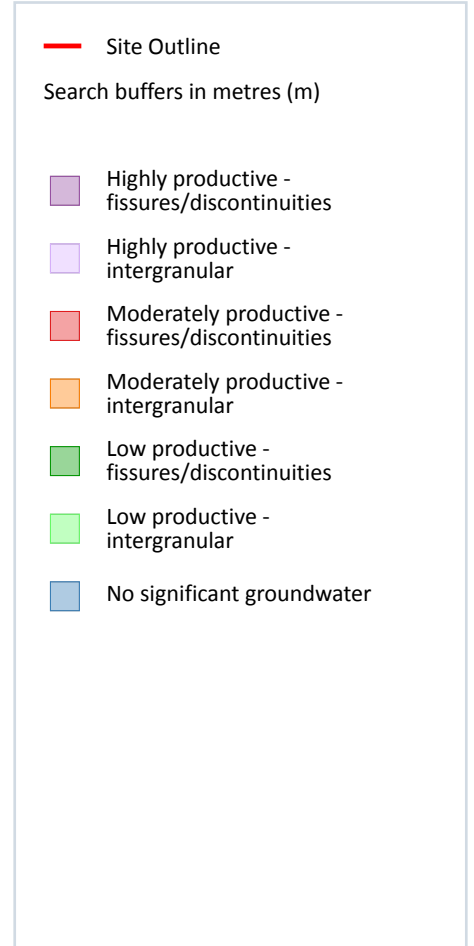 Site Outline
Search buffers in metres (m)
Highly productive -
fissures/discontinuities
Highly productive -
intergranular
Moderately productive -
fissures/discontinuities
Moderately productive -
intergranular
Low productive -
fissures/discontinuities
Low productive -
intergranular
No significant groundwater